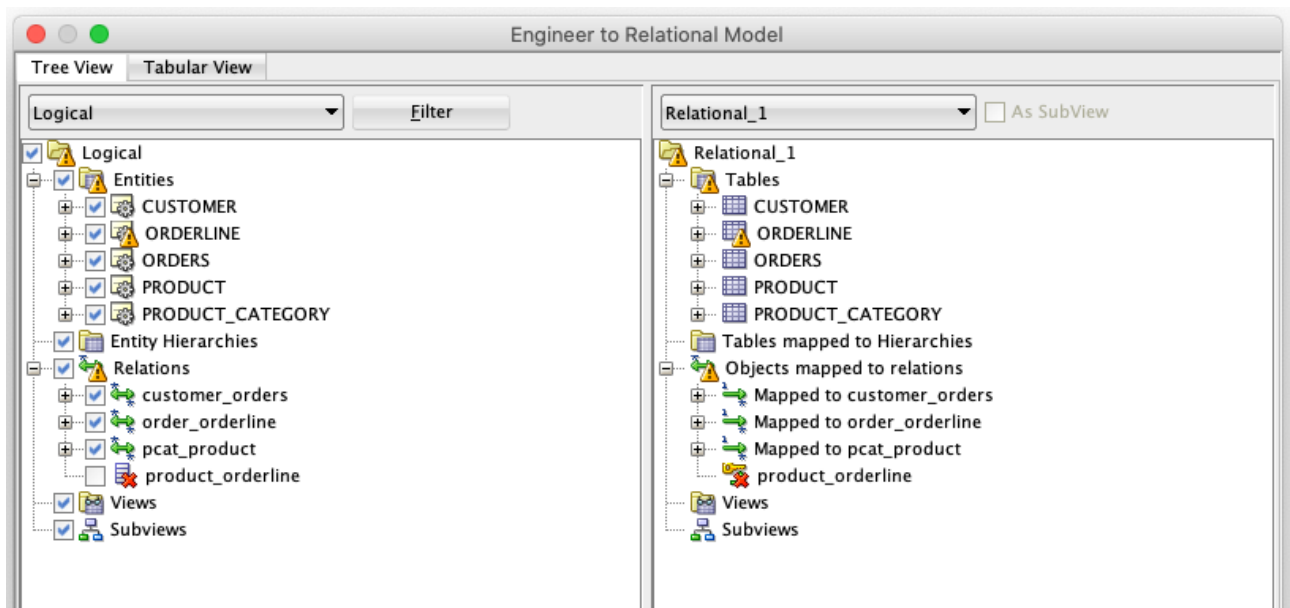 Engineer to Relational Model
Tree View Tabular View
Logical Filter
Logical
Entities
CUSTOMER
ORDERLINE
ORDERS
PRODUCT
PRODUCT_CATEGORY
Entity Hierarchies
Relations
customer_orders
order_orderline
pcat_product
product_orderline
Views
Subviews
Relational_1 As SubView
Relational_1
Tables
CUSTOMER
ORDERLINE
ORDERS
PRODUCT
PRODUCT_CATEGORY
Tables mapped to Hierarchies
Objects mapped to relations
Mapped to customer_orders
Mapped to order_orderline
Mapped to pcat_product
product_orderline
Views
Subviews